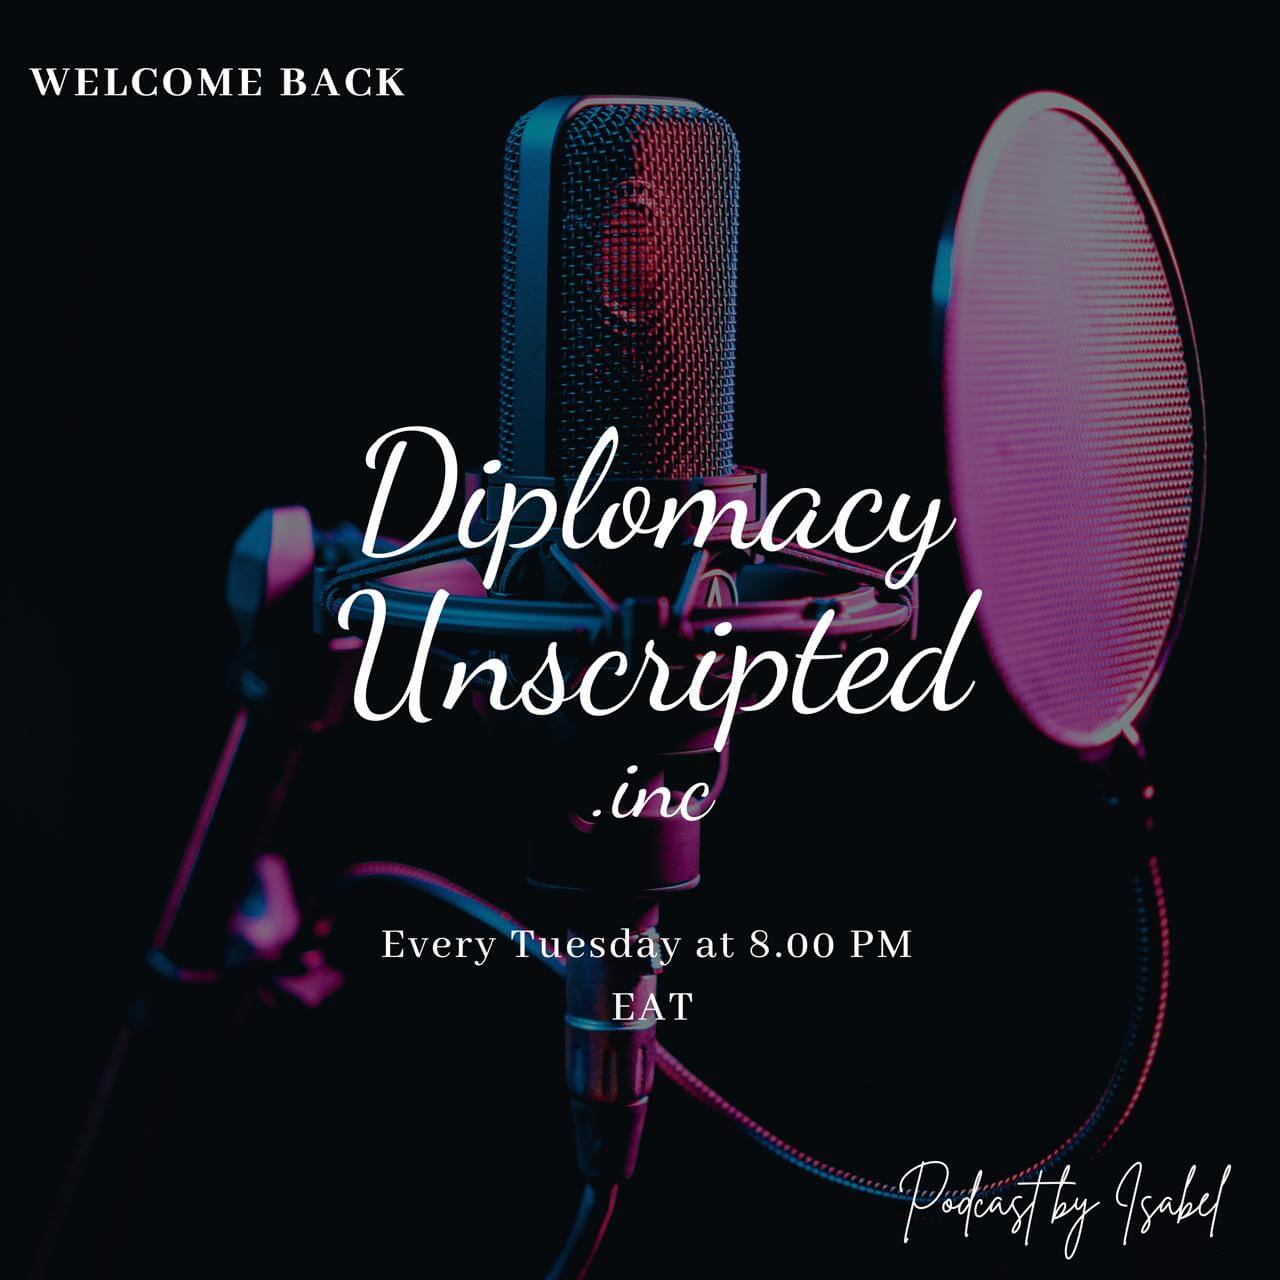 WELCOME BACK
Diplomacy
Unscripted
.inc
Every Tuesday at 8.00 PM
EAT
Podcast by Isabel